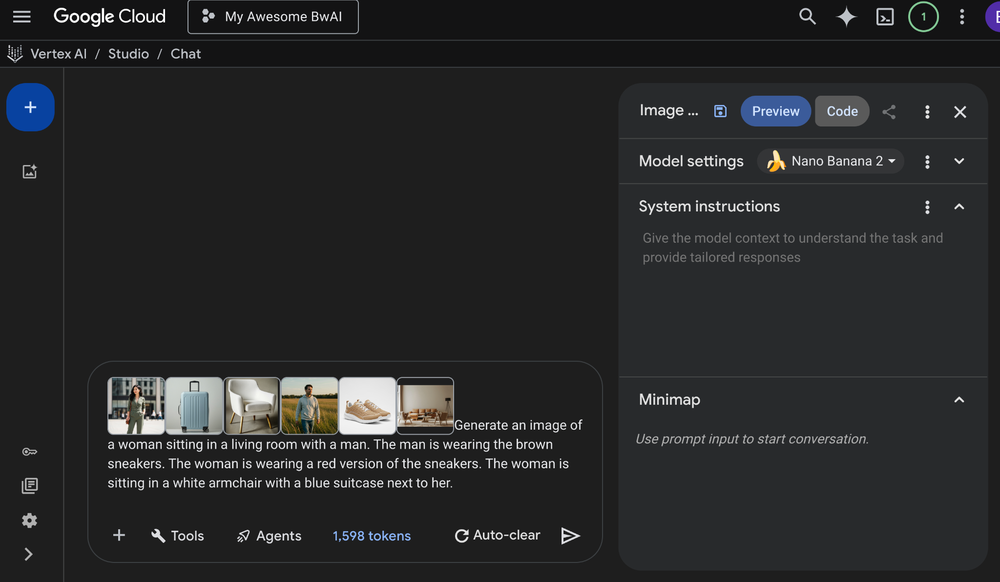 Google Cloud
My Awesome BwAI
1
Vertex AI / Studio / Chat
Image ...
Preview
Code
Model settings
Nano Banana 2
System instructions
Give the model context to understand the task and
provide tailored responses
Minimap
Use prompt input to start conversation.
Generate an image of
a woman sitting in a living room with a man. The man is wearing the brown
sneakers. The woman is wearing a red version of the sneakers. The woman is
sitting in a white armchair with a blue suitcase next to her.
Tools
Agents
1,598 tokens
Auto-clear